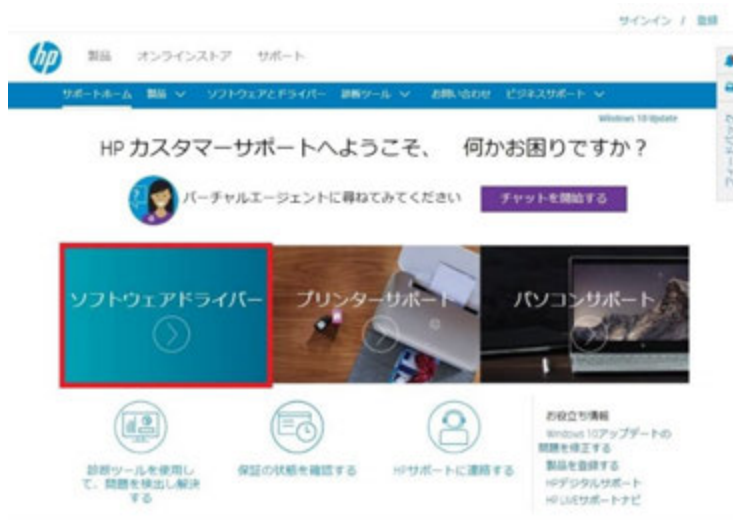 サインイン / 登録
hp 製品 オンラインストア サポート
サポートホーム 製品 ソフトウェアとドライバー 診断ツール お問い合わせ ビジネスサポート
Windows 10 Update
HP カスタマーサポートへようこそ、 何かお困りですか？
バーチャルエージェントに尋ねてみてください チャットを開始する
フィードバック
ソフトウェアドライバー プリンターサポート パソコンサポート
診断ツールを使用し
て、問題を検出し解決
する
保証の状態を確認する
HPサポートに連絡する
お役立ち情報
Windows 10アップデートの
問題を修正する
製品を登録する
HPデジタルサポート
HP LIVEサポートナビ